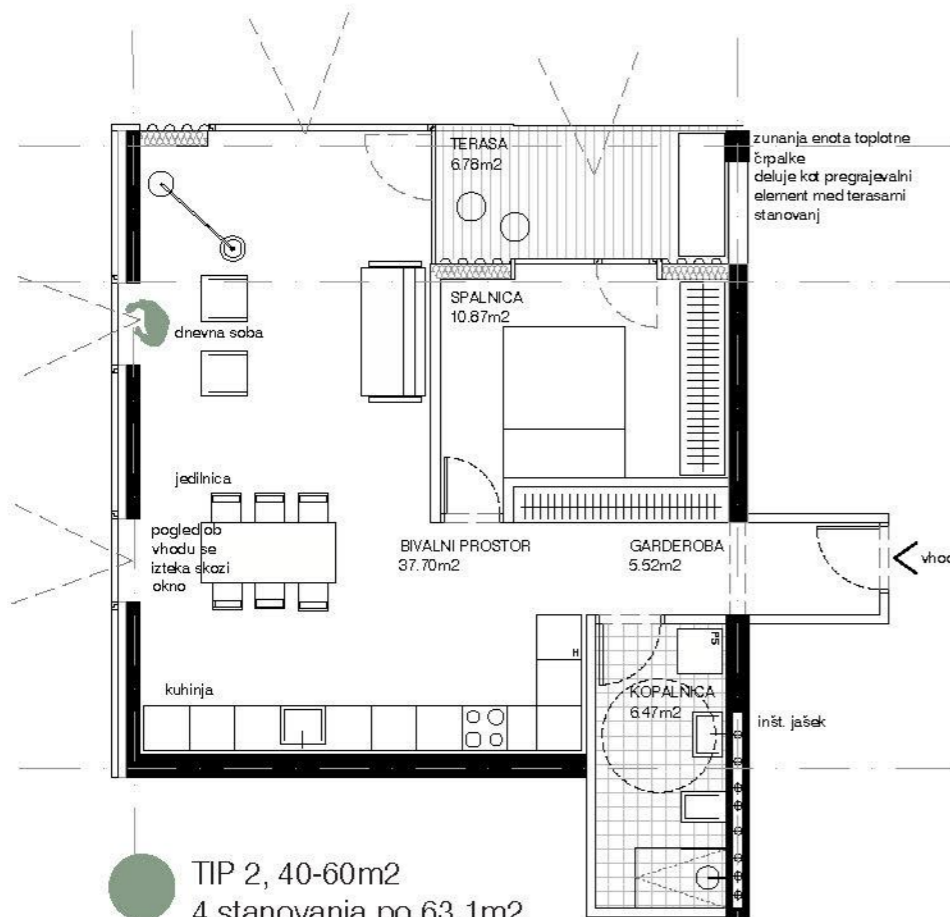 TERASA
6.78m2
zunanja enota toplotne
črpalke
deluje kot pregrajevalni
element med terasami
stanovanj
SPALNICA
10.87m2
dnevna soba
jedilnica
pogled ob
vhodu se
izteka skozi
okno
BIVALNI PROSTOR
37.70m2
GARDEROBA
5.52m2
vhod
H
PS
kuhinja
KOPALNICA
6.47m2
inšt. jašek
TIP 2, 40-60m2
4 stanovanja po 63.1m2